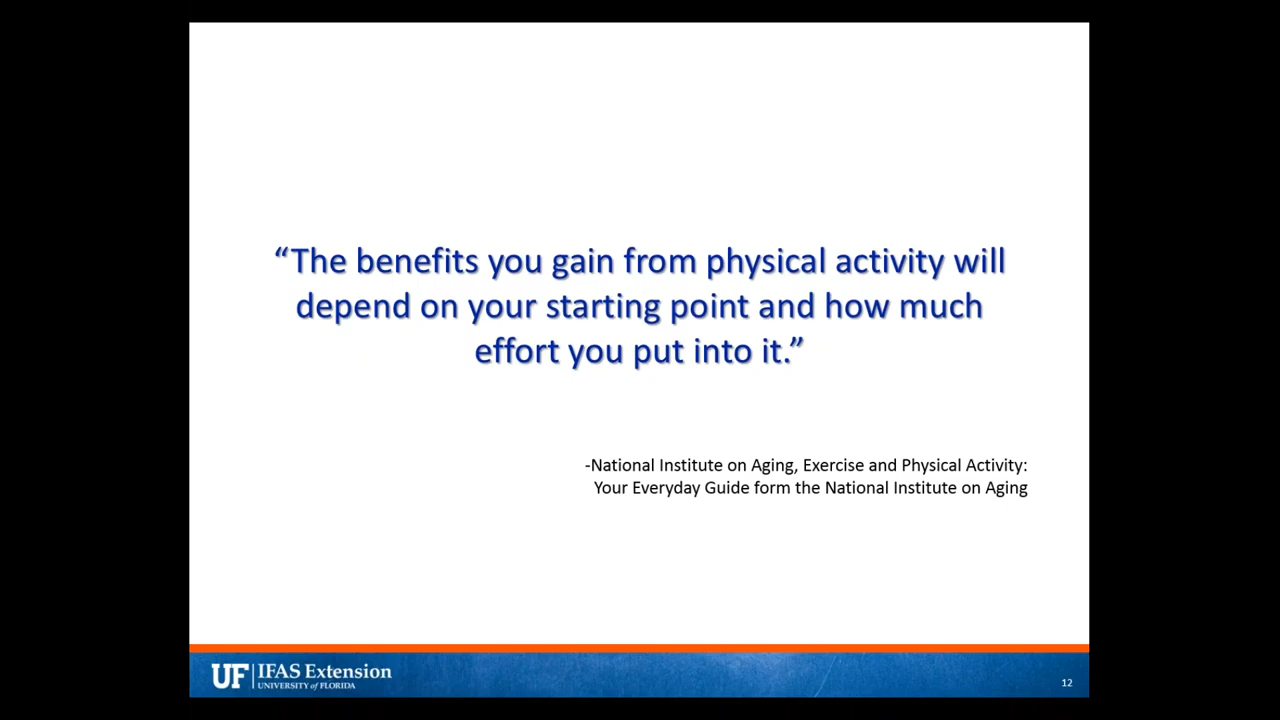 “The benefits you gain from physical activity will
depend on your starting point and how much
effort you put into it.”
-National Institute on Aging, Exercise and Physical Activity:
Your Everyday Guide form the National Institute on Aging
UF IFAS Extension
UNIVERSITY of FLORIDA
12